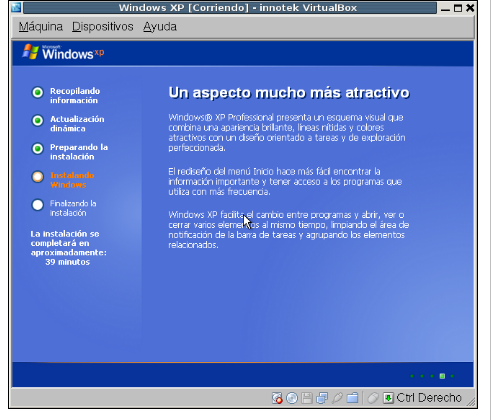 Windows XP [Corriendo] - innotek VirtualBox
Máquina Dispositivos Ayuda
Microsoft
Windows xp
Recopilando
información
Actualización
dinámica
Preparando la
instalación
Instalando
Windows
Finalizando la
instalación
La instalación se
completará en
aproximadamente:
39 minutos
Un aspecto mucho más atractivo
Windows® XP Professional presenta un esquema visual que
combina una apariencia brillante, líneas nítidas y colores
atractivos con un diseño orientado a tareas y de exploración
perfeccionada.
El rediseño del menú Inicio hace más fácil encontrar la
información importante y tener acceso a los programas que
utiliza con más frecuencia.
Windows XP facilita el cambio entre programas y abrir, ver o
cerrar varios elementos al mismo tiempo, limpiando el área de
notificación de la barra de tareas y agrupando los elementos
relacionados.
Ctrl Derecho